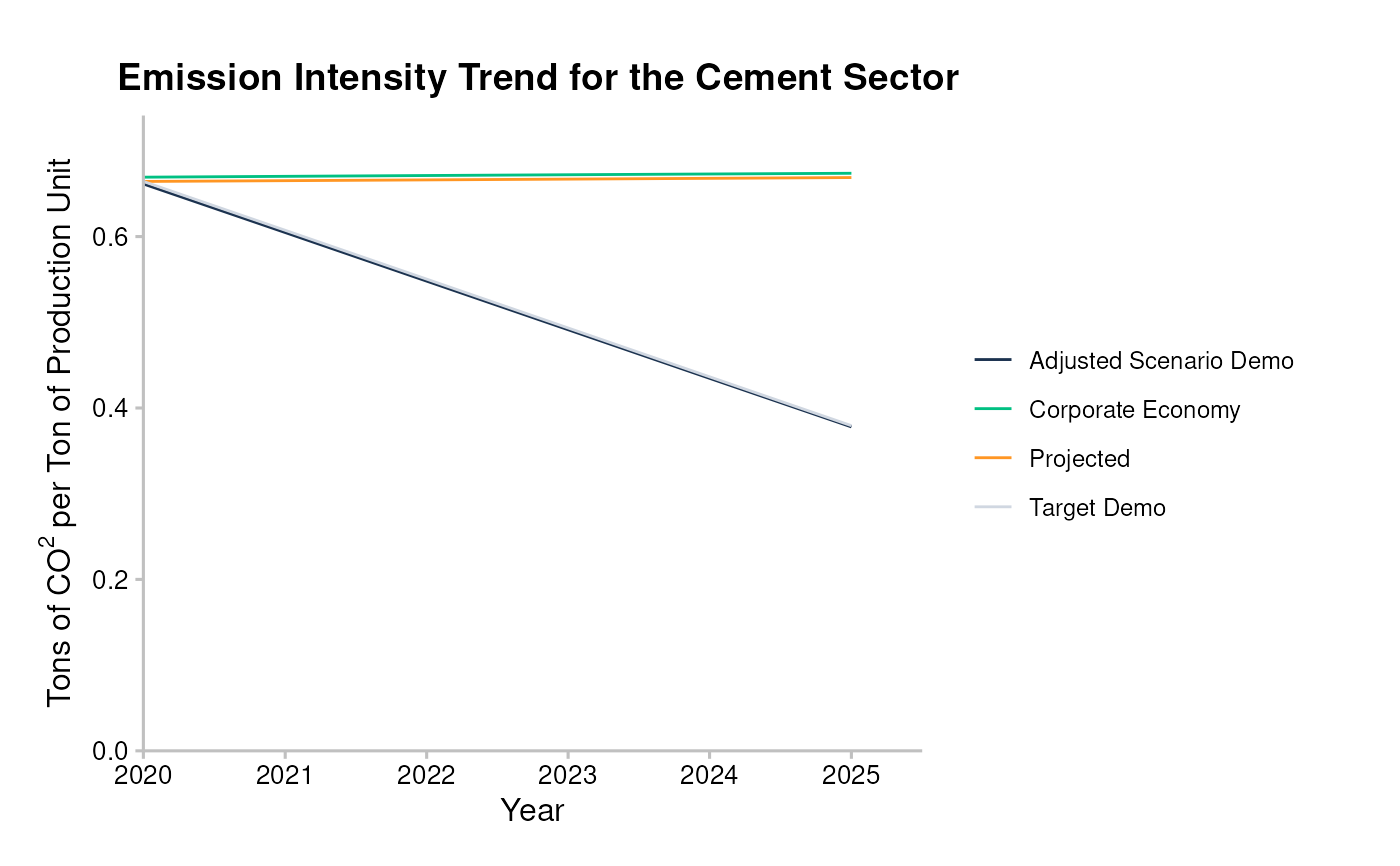 Emission Intensity Trend for the Cement Sector
Tons of CO² per Ton of Production Unit
0.6
0.4
0.2
0.0
2020 2021 2022 2023 2024 2025
Year
Adjusted Scenario Demo
Corporate Economy
Projected
Target Demo